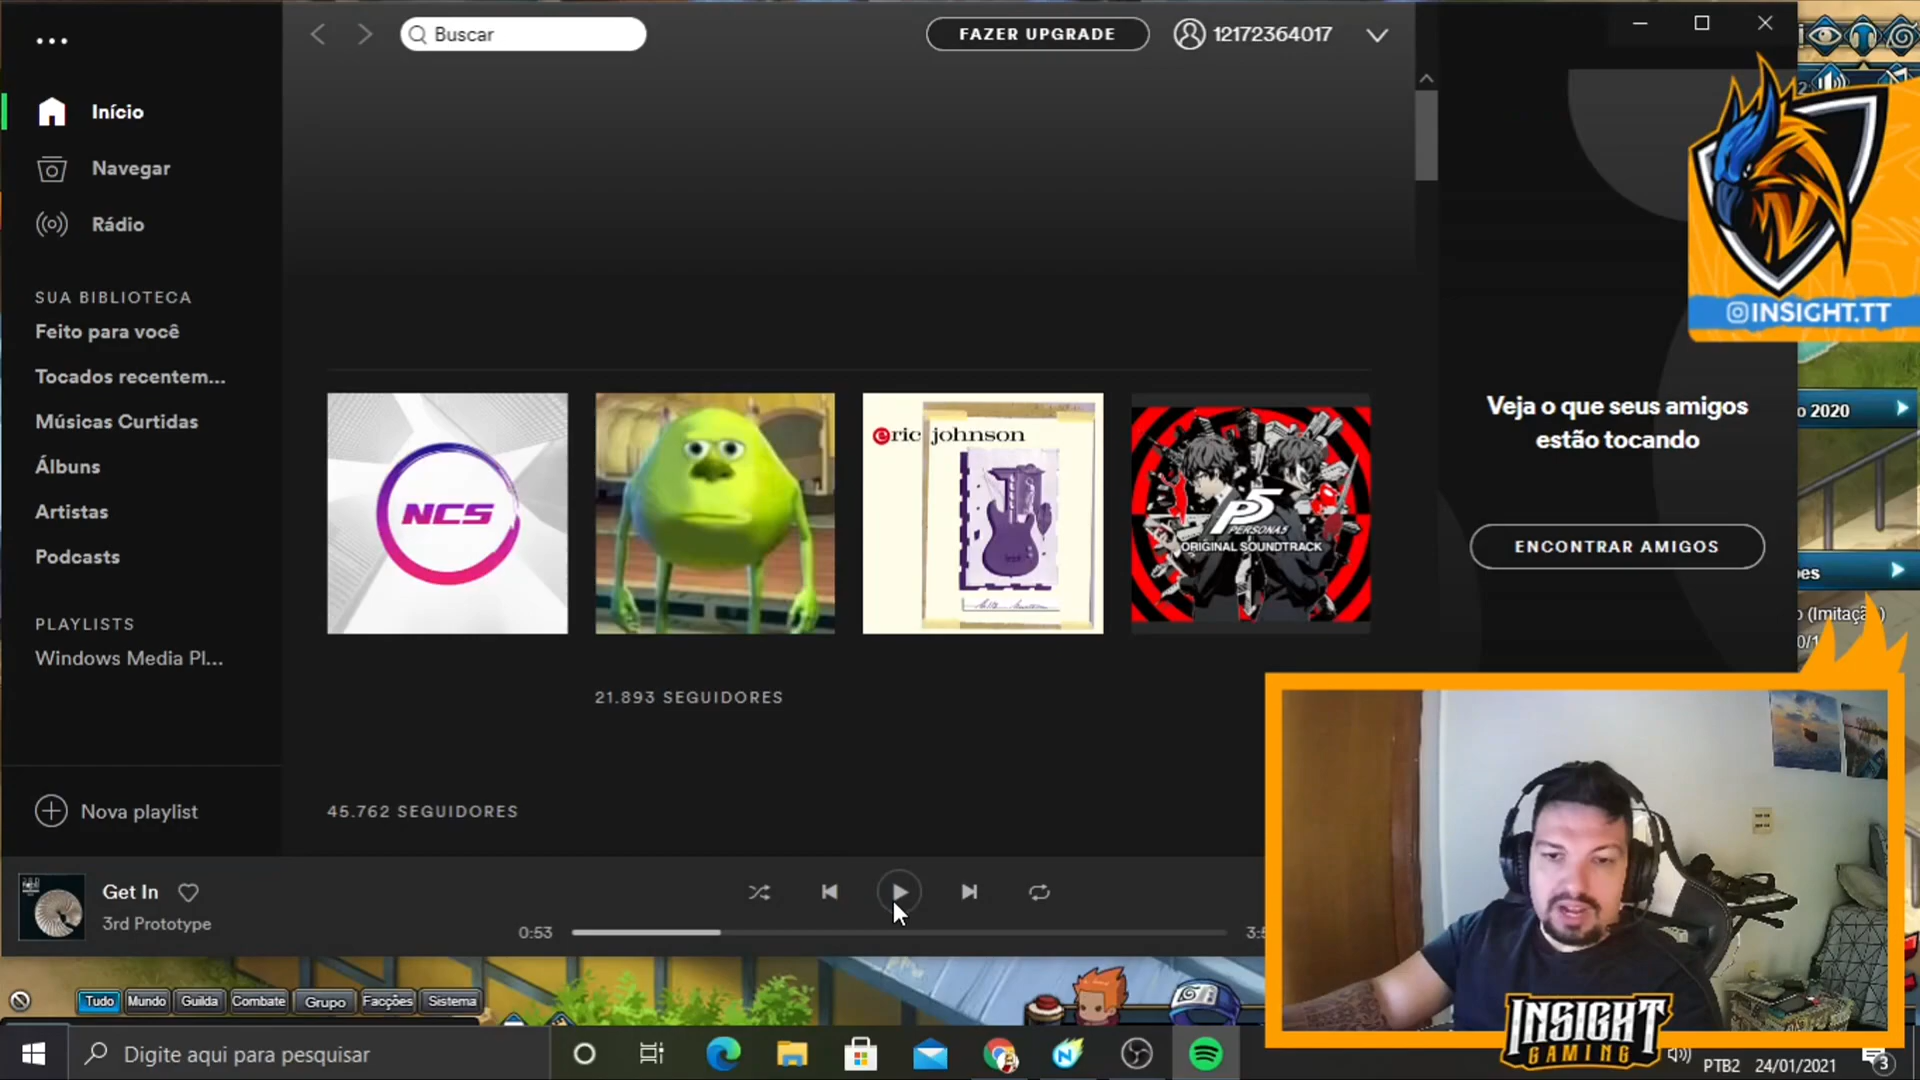 Buscar
FAZER UPGRADE
12172364017
Início
Navegar
Rádio
SUA BIBLIOTECA
Feito para você
Tocados recentem...
Músicas Curtidas
Álbuns
Artistas
Podcasts
PLAYLISTS
Windows Media Pl...
Nova playlist
NCS
eric johnson
P5
PERSONA5
ORIGINAL SOUNDTRACK
21.893 SEGUIDORES
45.762 SEGUIDORES
Veja o que seus amigos
estão tocando
ENCONTRAR AMIGOS
INSIGHT.TT
o 2020
(Imitação)
Get In
3rd Prototype
0:53
Tudo
Mundo
Guilda
Combate
Grupo
Facções
Sistema
INSIGHT
GAMING
Digite aqui para pesquisar
PTB2
24/01/2021
3